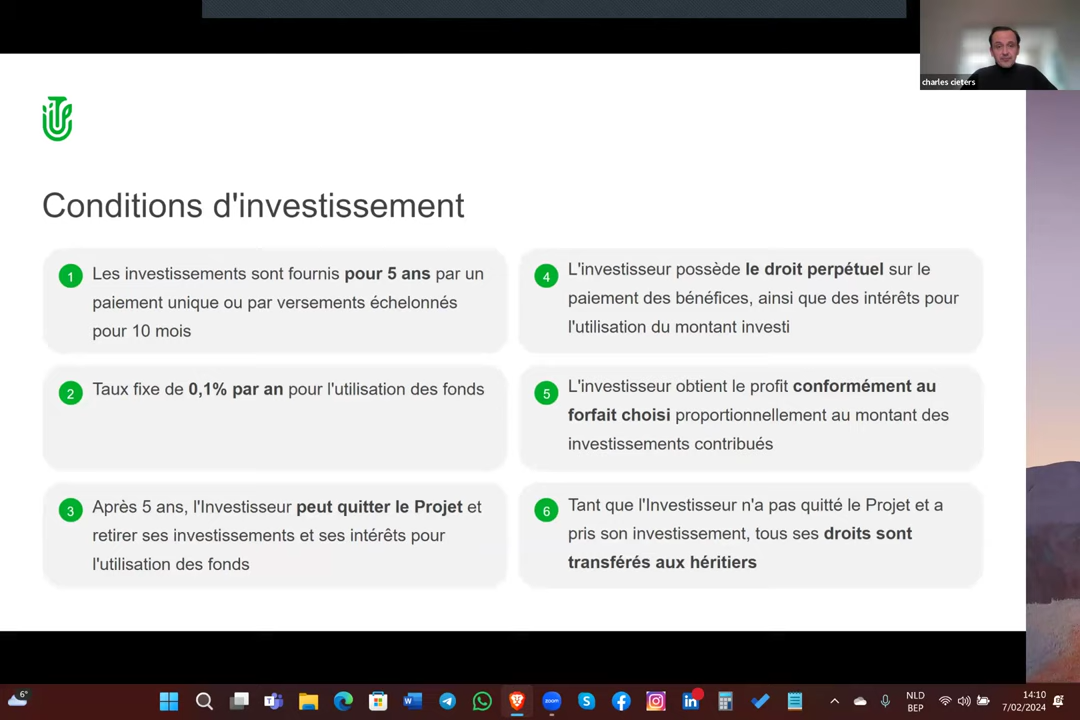 charles cieters
Conditions d'investissement
1
Les investissements sont fournis pour 5 ans par un
paiement unique ou par versements échelonnés
pour 10 mois
2
Taux fixe de 0,1% par an pour l'utilisation des fonds
3
Après 5 ans, l'Investisseur peut quitter le Projet et
retirer ses investissements et ses intérêts pour
l'utilisation des fonds
4
L'investisseur possède le droit perpétuel sur le
paiement des bénéfices, ainsi que des intérêts pour
l'utilisation du montant investi
5
L'investisseur obtient le profit conformément au
forfait choisi proportionnellement au montant des
investissements contribués
6
Tant que l'Investisseur n'a pas quitté le Projet et a
pris son investissement, tous ses droits sont
transférés aux héritiers
6°
zoom
NLD
BEP
14:10
7/02/2024